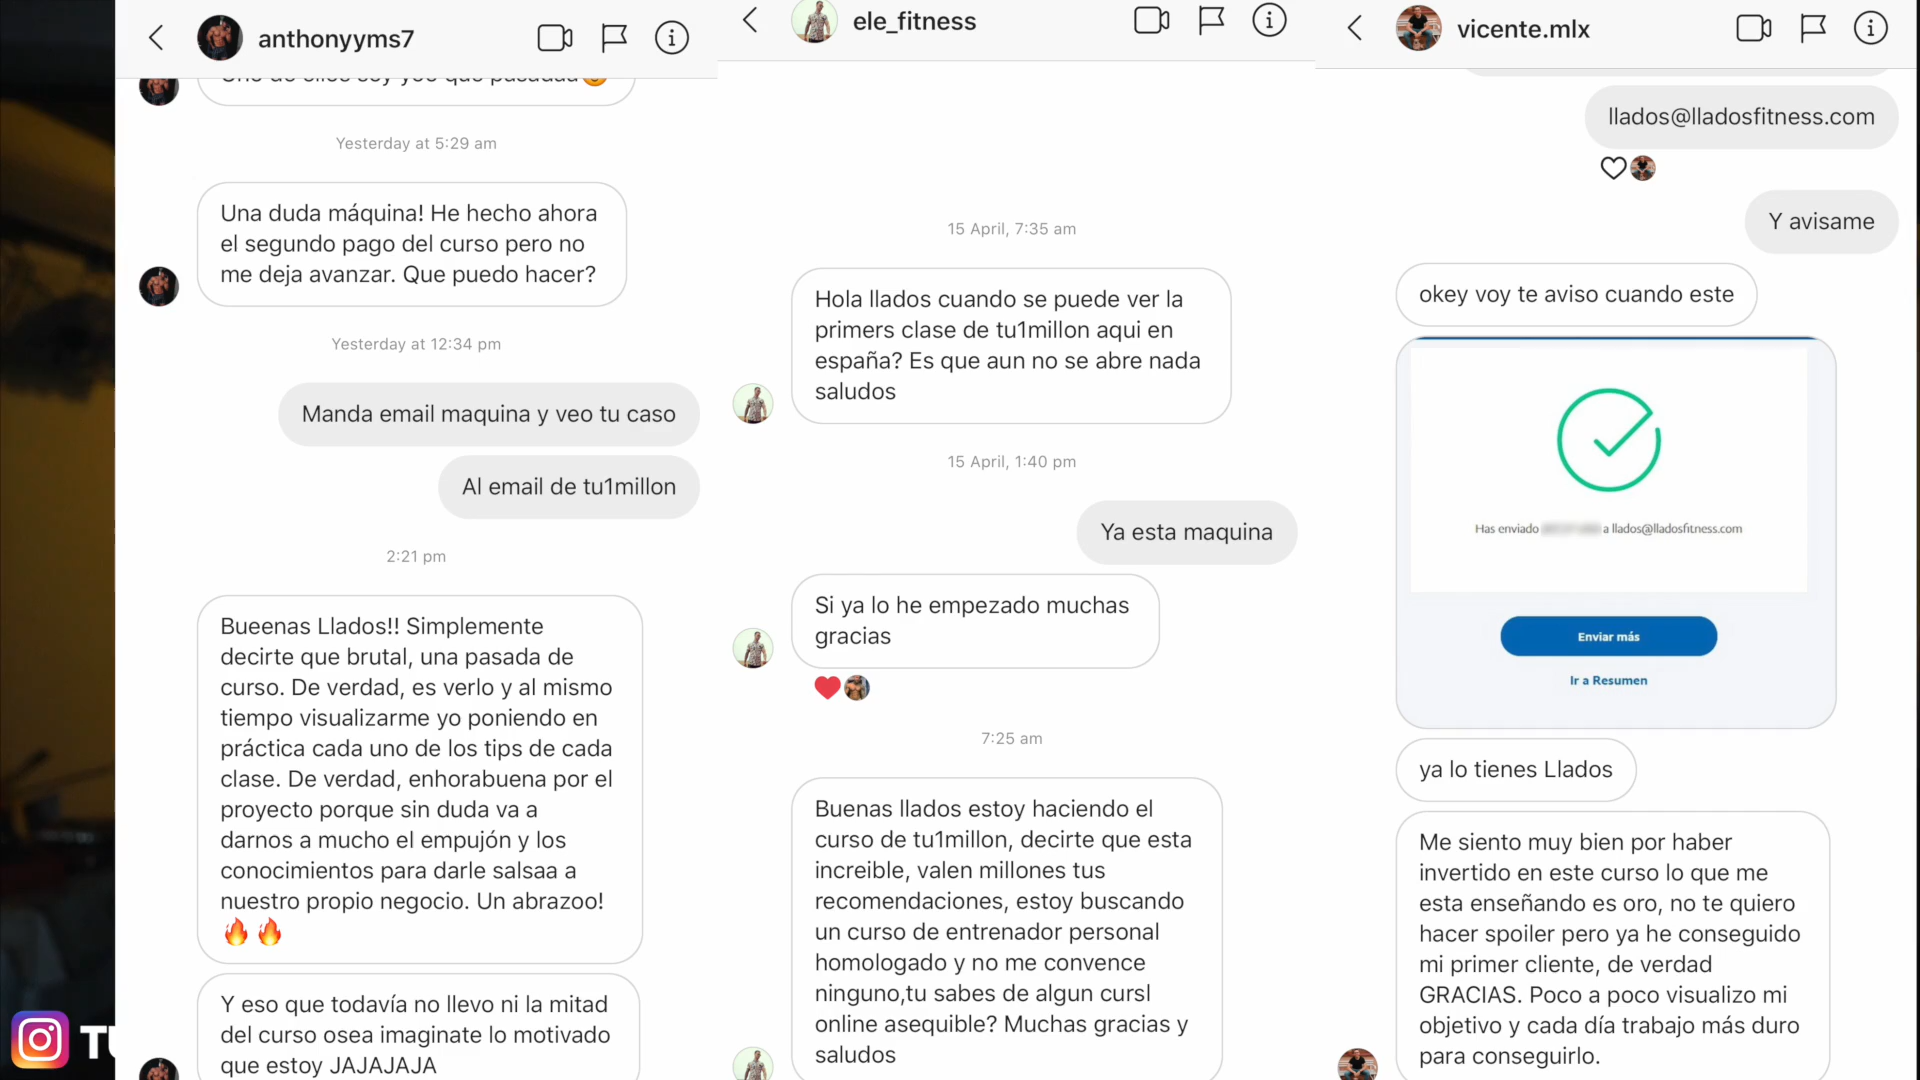 anthonyyms7
Yesterday at 5:29 am
Una duda máquina! He hecho ahora
el segundo pago del curso pero no
me deja avanzar. Que puedo hacer?
Yesterday at 12:34 pm
Manda email maquina y veo tu caso
Al email de tu1millon
2:21 pm
Bueenas Llados!! Simplemente
decirte que brutal, una pasada de
curso. De verdad, es verlo y al mismo
tiempo visualizarme yo poniendo en
práctica cada uno de los tips de cada
clase. De verdad, enhorabuena por el
proyecto porque sin duda va a
darnos a mucho el empujón y los
conocimientos para darle salsaa a
nuestro propio negocio. Un abrazoo!
🔥🔥
Y eso que todavía no llevo ni la mitad
del curso osea imaginate lo motivado
que estoy JAJAJAJA
ele_fitness
15 April, 7:35 am
Hola llados cuando se puede ver la
primers clase de tu1millon aqui en
españa? Es que aun no se abre nada
saludos
15 April, 1:40 pm
Ya esta maquina
Si ya lo he empezado muchas
gracias
7:25 am
Buenas llados estoy haciendo el
curso de tu1millon, decirte que esta
increible, valen millones tus
recomendaciones, estoy buscando
un curso de entrenador personal
homologado y no me convence
ninguno,tu sabes de algun cursl
online asequible? Muchas gracias y
saludos
vicente.mlx
llados@lladosfitness.com
Y avisame
okey voy te aviso cuando este
Has enviado a llados@lladosfitness.com
Enviar más
Ir a Resumen
ya lo tienes Llados
Me siento muy bien por haber
invertido en este curso lo que me
esta enseñando es oro, no te quiero
hacer spoiler pero ya he conseguido
mi primer cliente, de verdad
GRACIAS. Poco a poco visualizo mi
objetivo y cada día trabajo más duro
para conseguirlo.